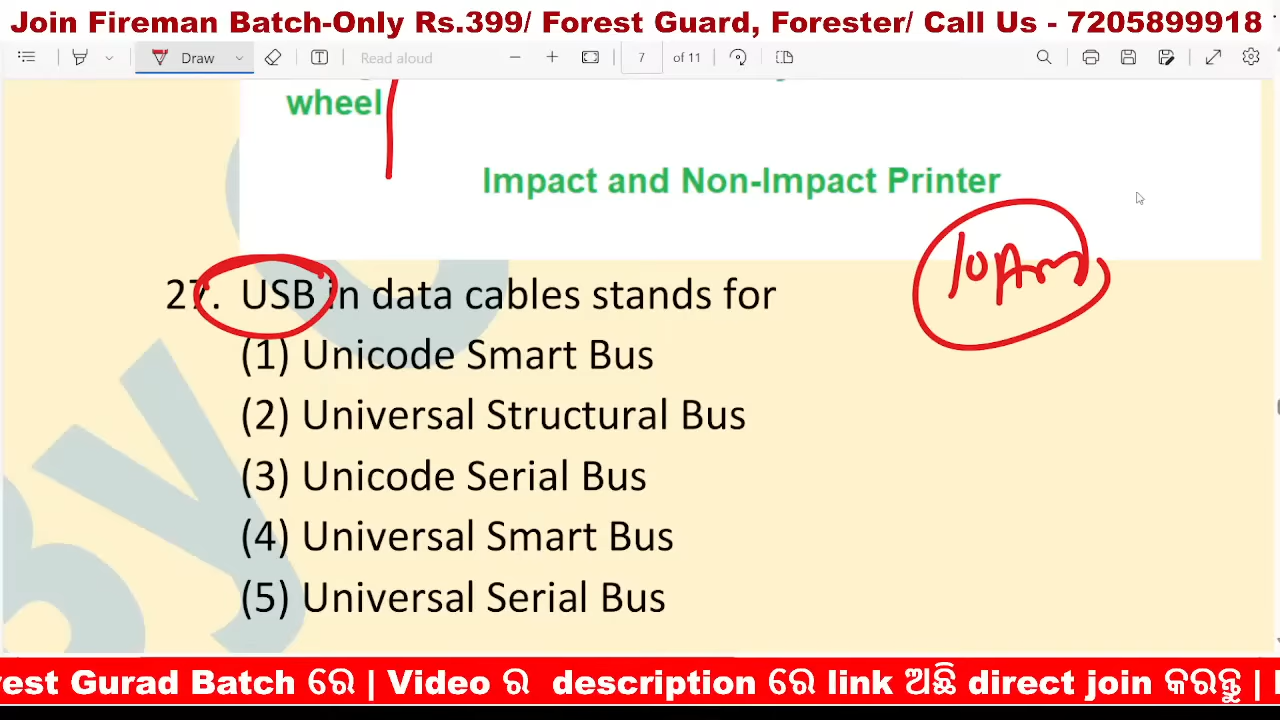 Join Fireman Batch-Only Rs.399/ Forest Guard, Forester/ Call Us - 7205899918
Draw Read aloud 7 of 11
wheel
Impact and Non-Impact Printer
10 Am
27. USB in data cables stands for
(1) Unicode Smart Bus
(2) Universal Structural Bus
(3) Unicode Serial Bus
(4) Universal Smart Bus
(5) Universal Serial Bus
rest Gurad Batch ରେ | Video ର description ରେ link ଅଛି direct join କରନ୍ତୁ |